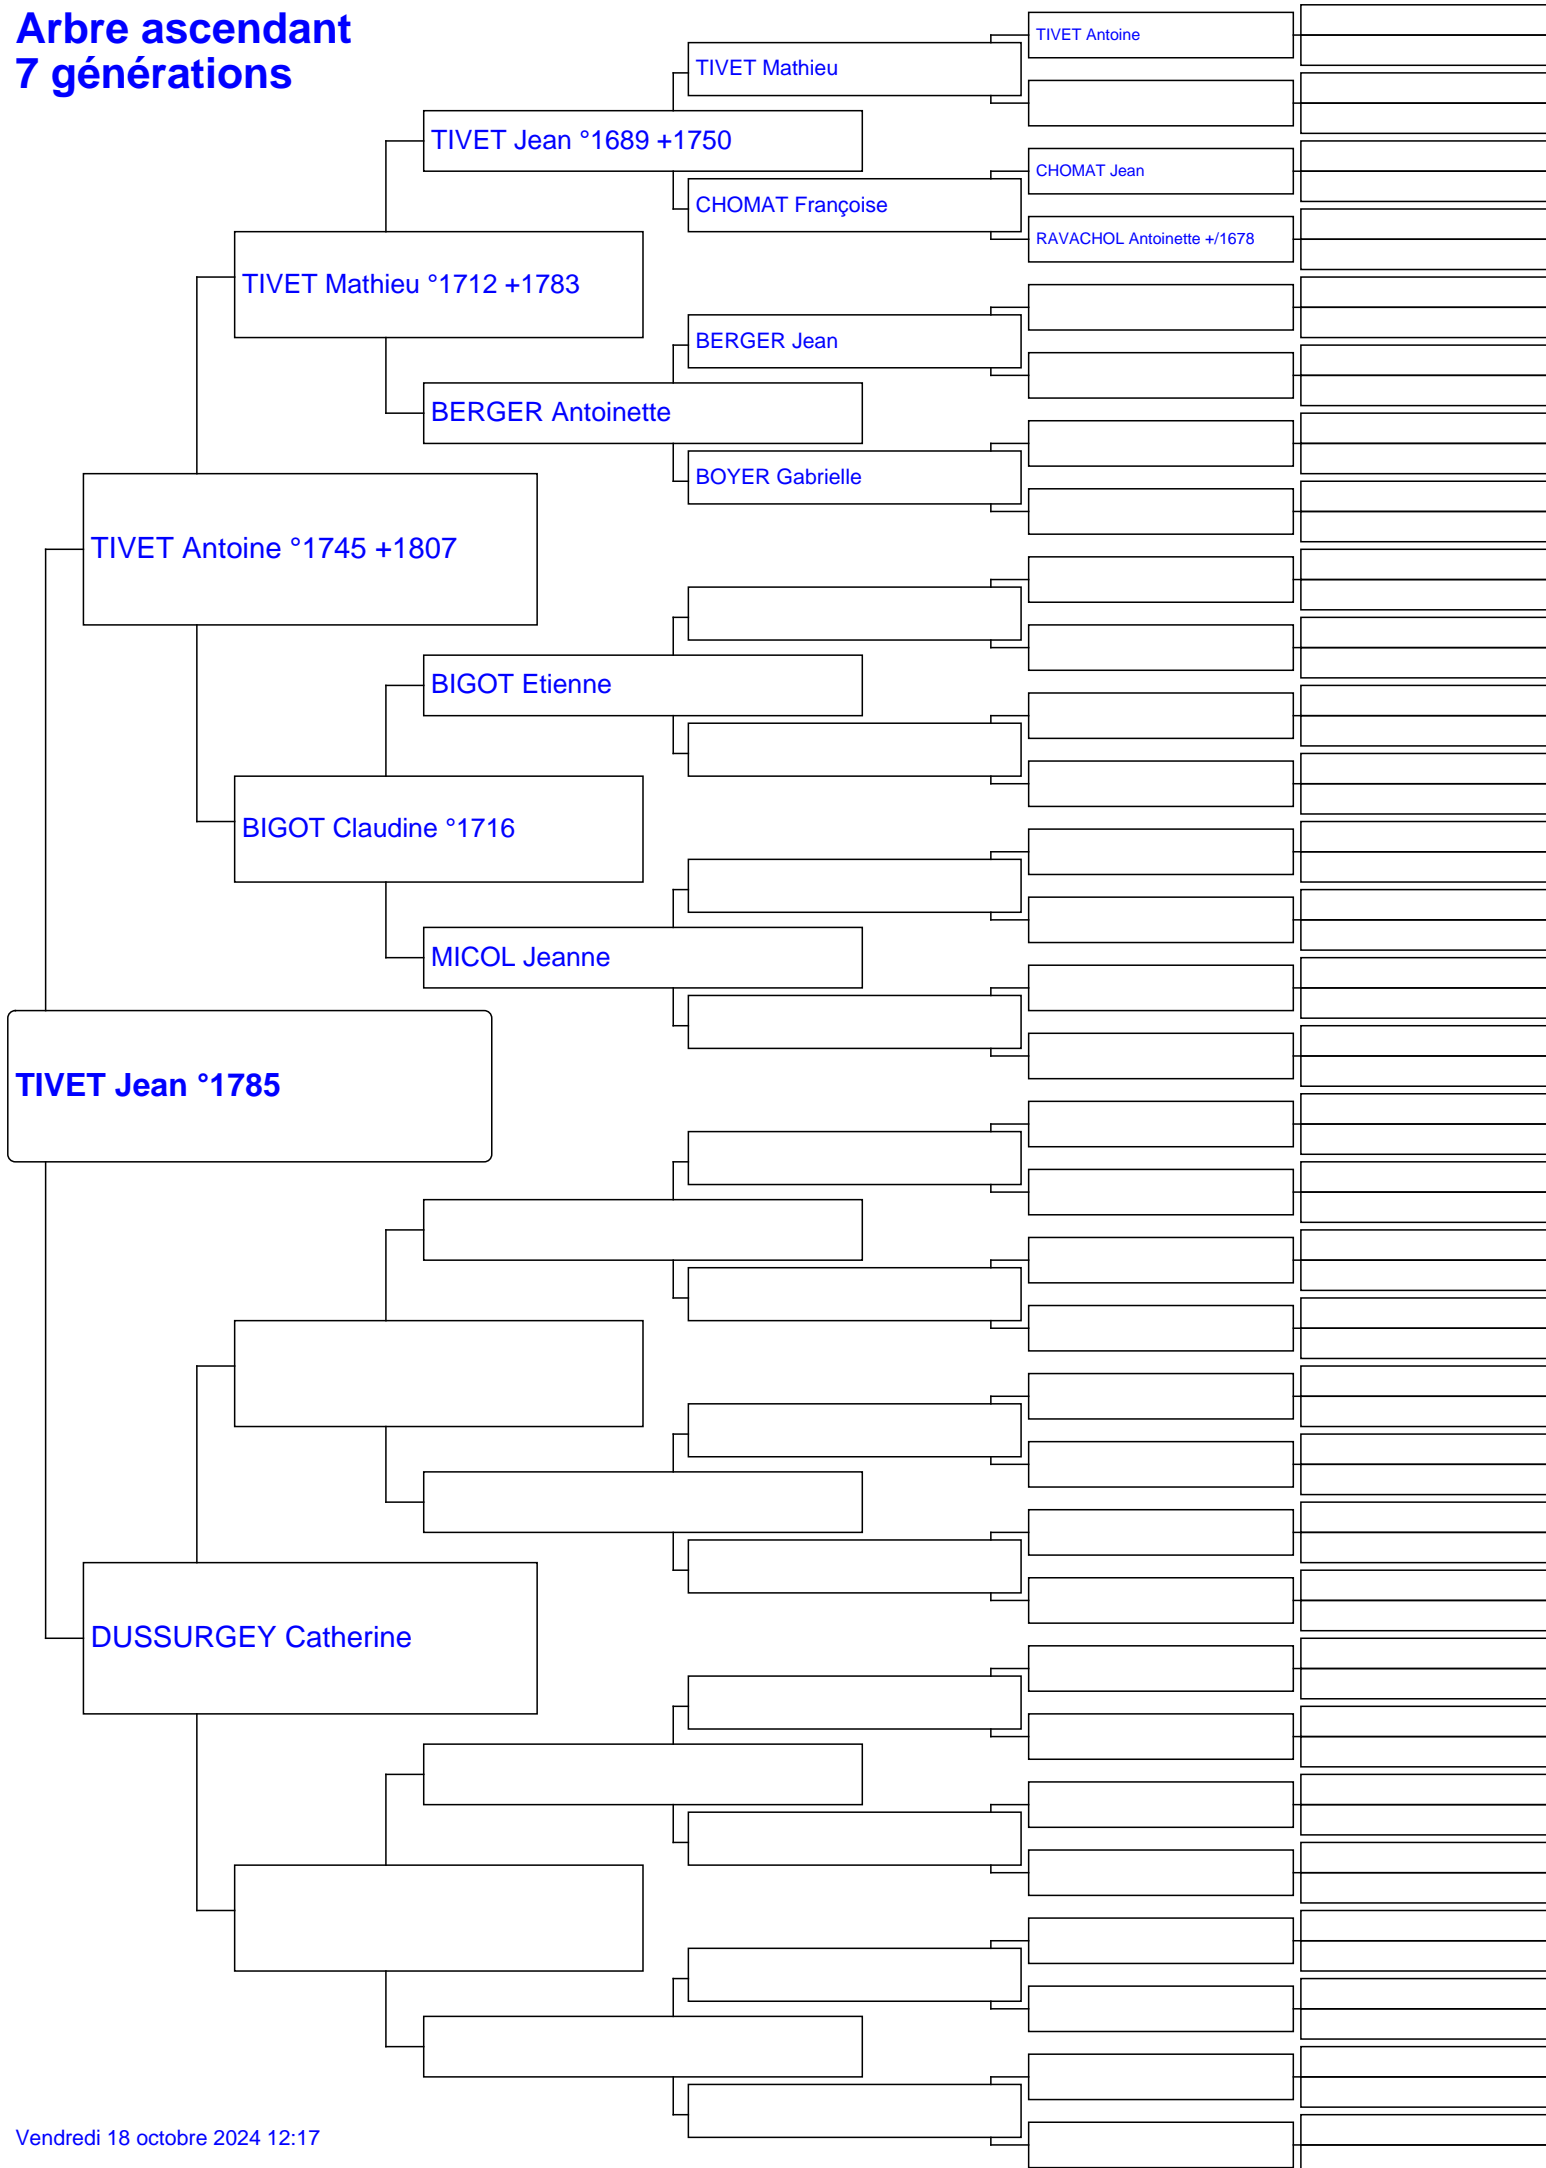 Arbre ascendant
7 générations
TIVET Antoine
TIVET Mathieu
TIVET Jean °1689 +1750
CHOMAT Jean
CHOMAT Françoise
RAVACHOL Antoinette +/1678
TIVET Mathieu °1712 +1783
BERGER Jean
BERGER Antoinette
BOYER Gabrielle
TIVET Antoine °1745 +1807
BIGOT Etienne
BIGOT Claudine °1716
MICOL Jeanne
TIVET Jean °1785
DUSSURGEY Catherine
Vendredi 18 octobre 2024 12:17